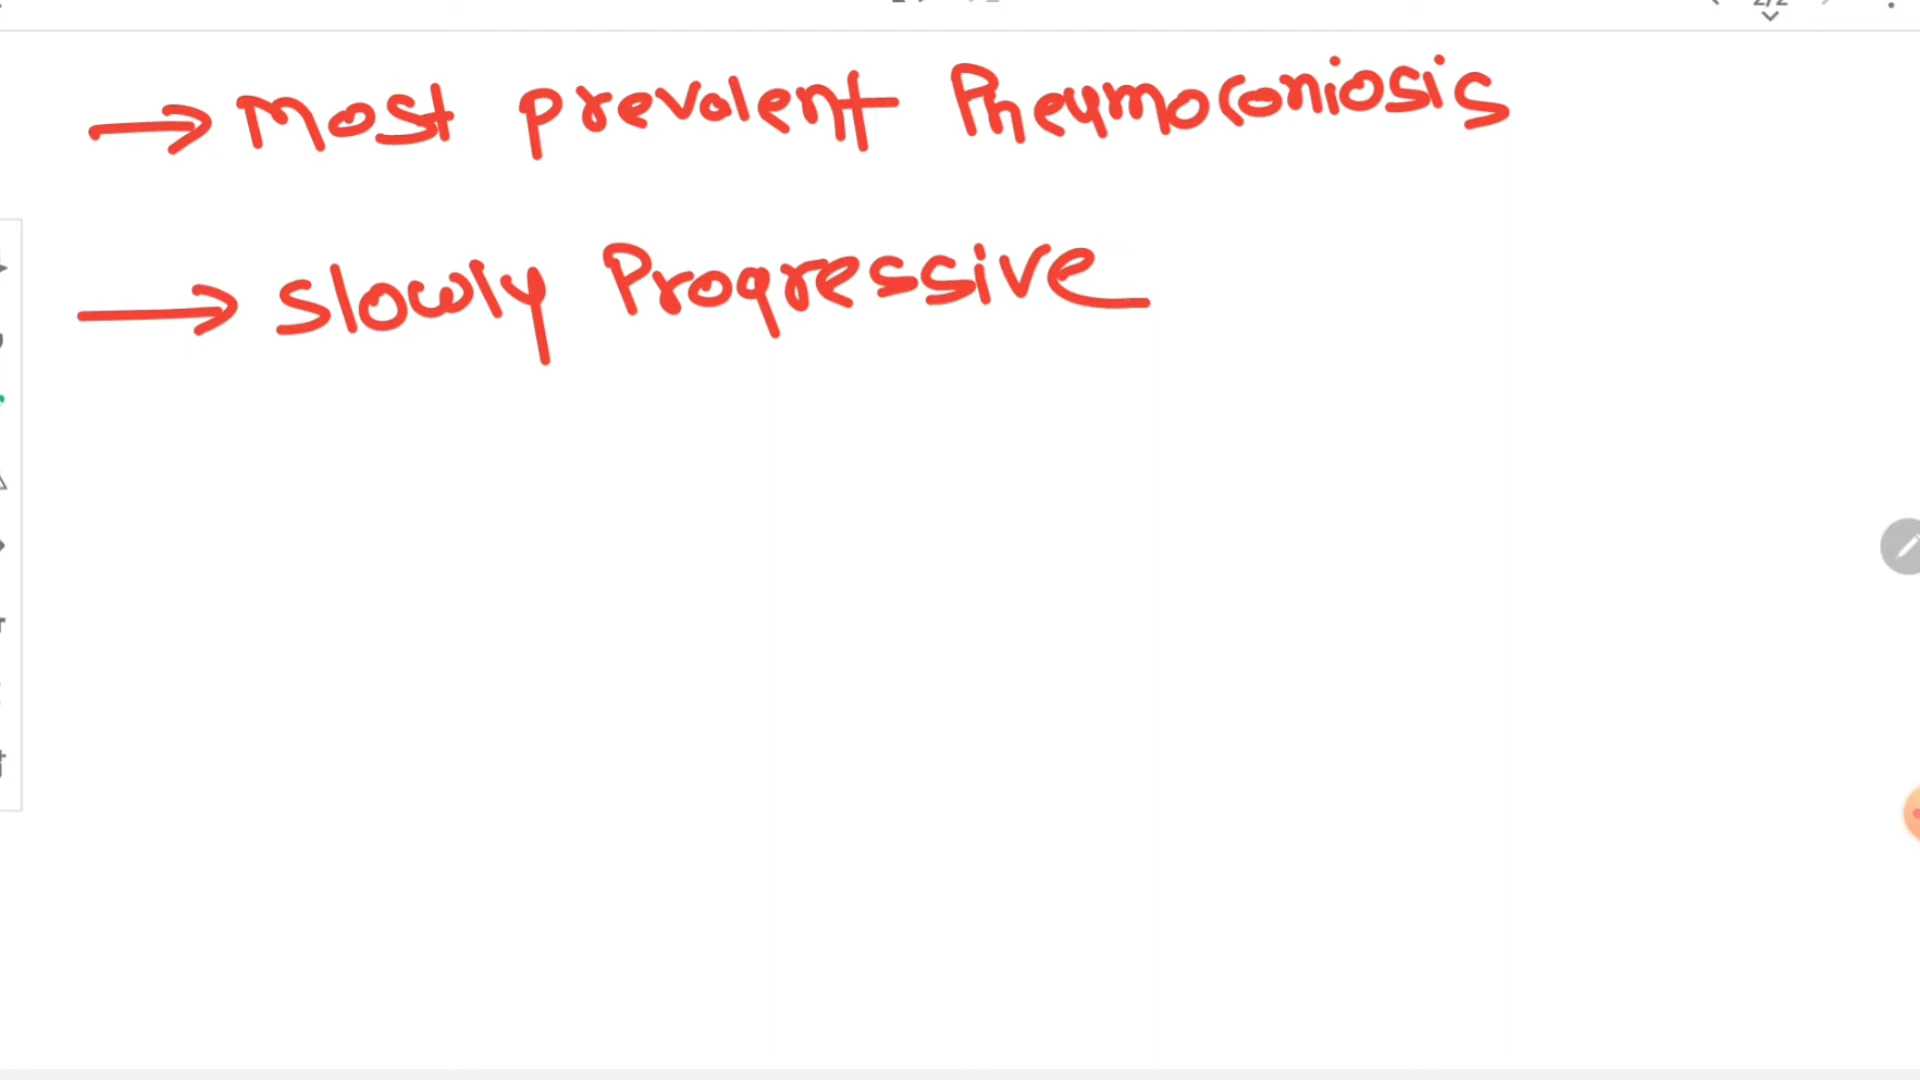 → Most prevalent Pneumoconiosis
→ Slowly Progressive